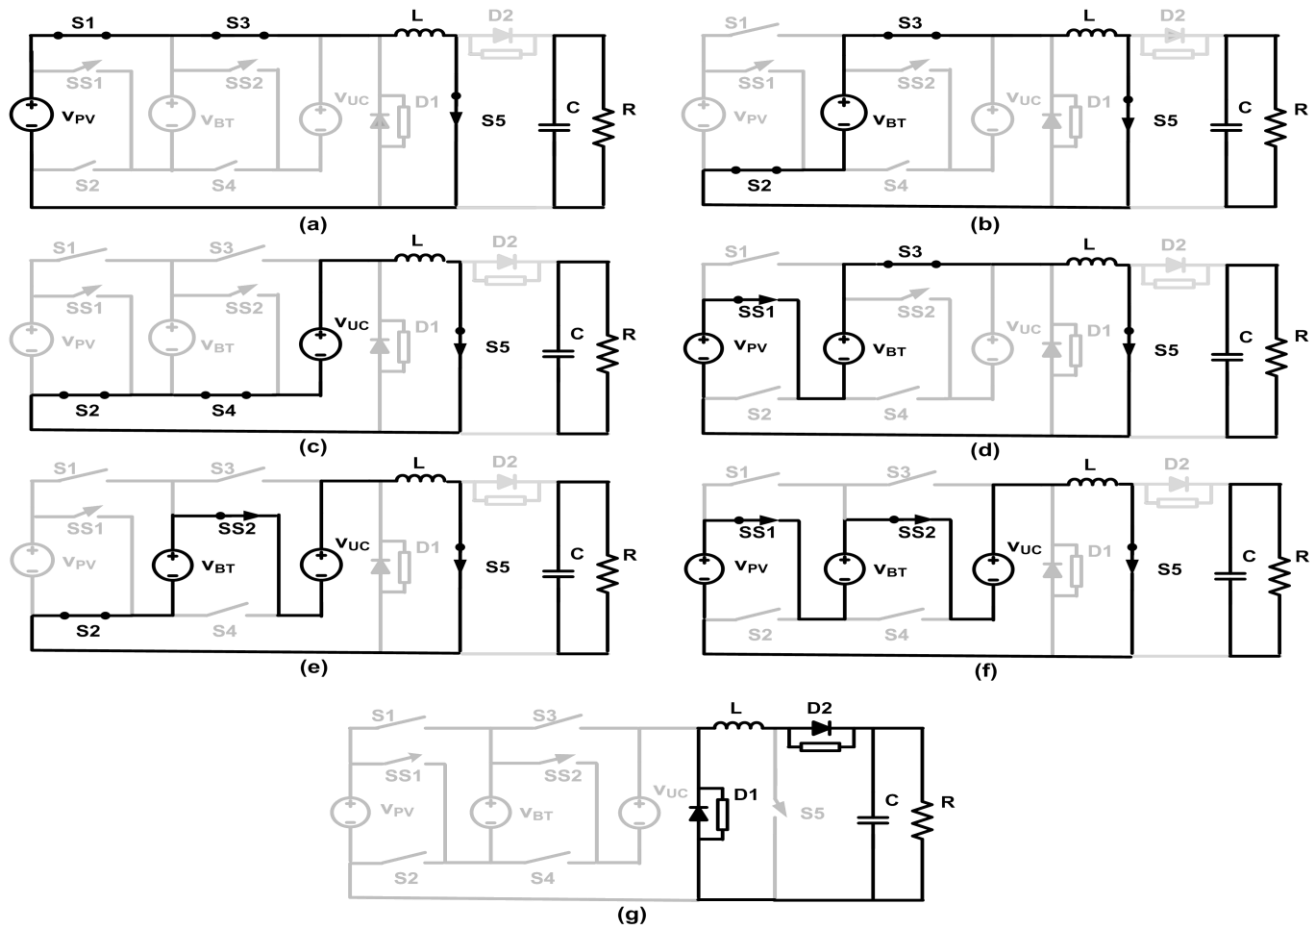 S1 S3 L D2
SS1 SS2
vPV vBT vUC D1 S5 C R
S2 S4
(a)
S1 S3 L D2
SS1 SS2
vPV vBT vUC D1 S5 C R
S2 S4
(b)
S1 S3 L D2
SS1 SS2
vPV vBT vUC D1 S5 C R
S2 S4
(c)
S1 S3 L D2
SS1 SS2
vPV vBT vUC D1 S5 C R
S2 S4
(d)
S1 S3 L D2
SS1 SS2
vPV vBT vUC D1 S5 C R
S2 S4
(e)
S1 S3 L D2
SS1 SS2
vPV vBT vUC D1 S5 C R
S2 S4
(f)
S1 S3 L D2
SS1 SS2
vPV vBT vUC D1 S5 C R
S2 S4
(g)